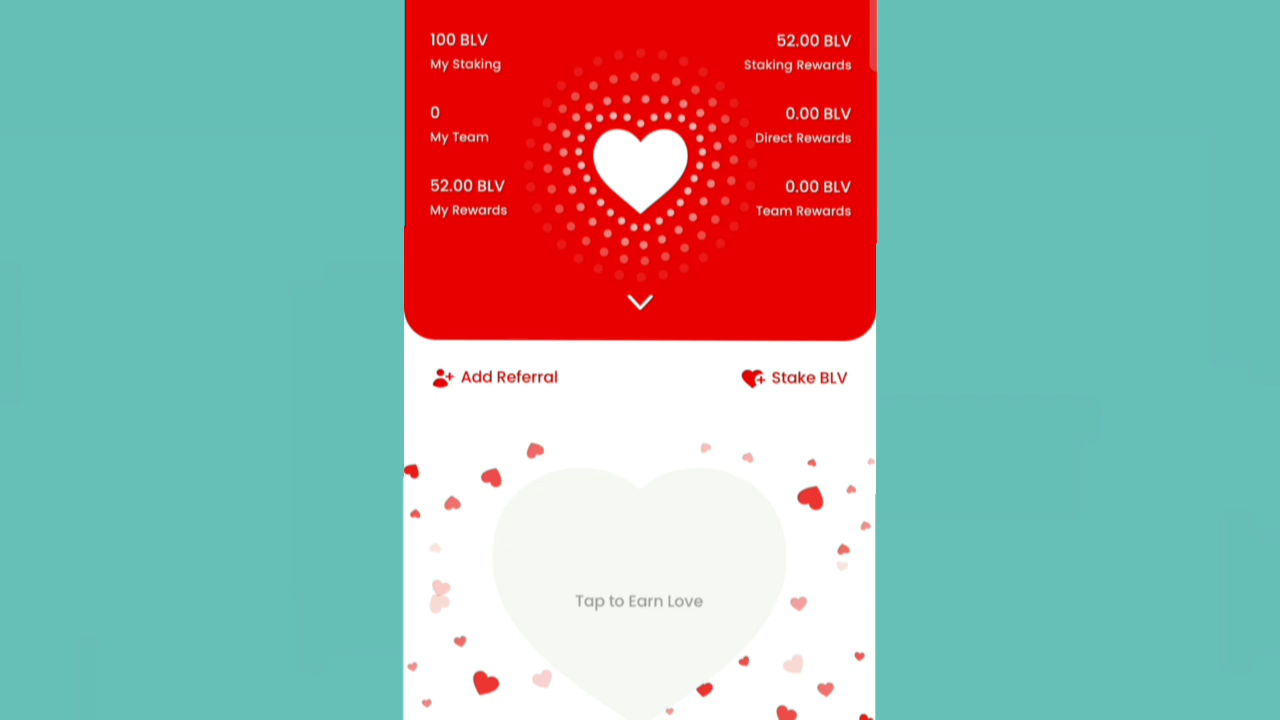 100 BLV
My Staking
52.00 BLV
Staking Rewards
0
My Team
0.00 BLV
Direct Rewards
52.00 BLV
My Rewards
0.00 BLV
Team Rewards
Add Referral
Stake BLV
Tap to Earn Love